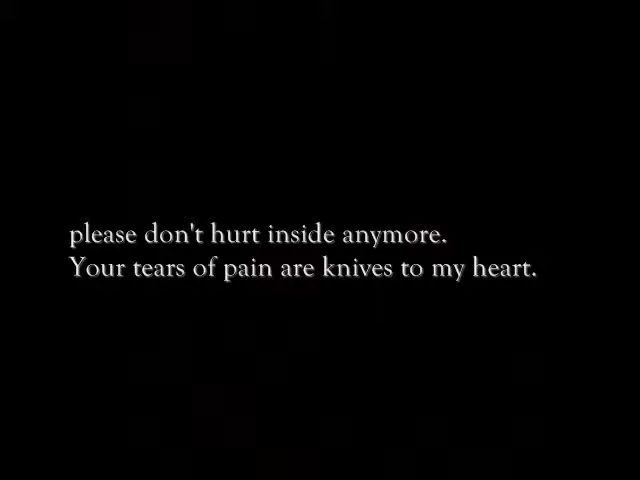 please don't hurt inside anymore.
Your tears of pain are knives to my heart.